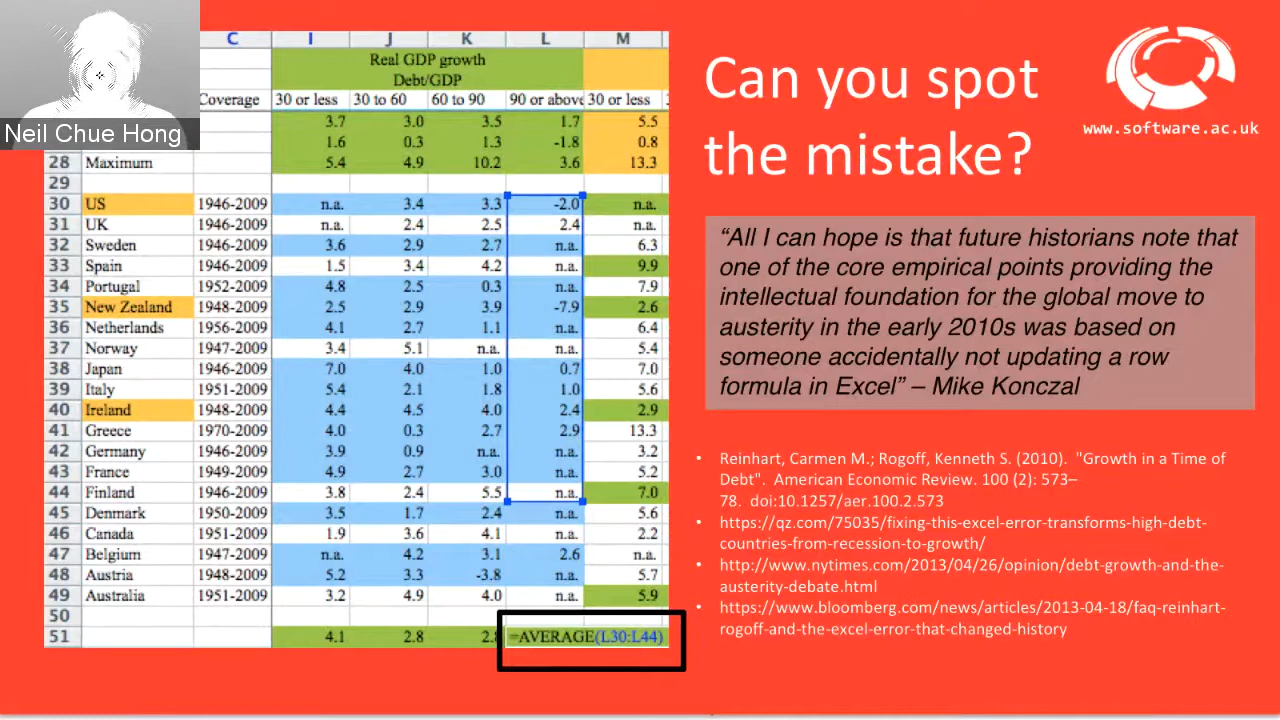 Neil Chue Hong
C I J K L M
Real GDP growth
Debt/GDP
Coverage 30 or less 30 to 60 60 to 90 90 or above 30 or less
3.7 3.0 3.5 1.7 5.5
1.6 0.3 1.3 -1.8 0.8
28 Maximum 5.4 4.9 10.2 3.6 13.3
29
30 US 1946-2009 n.a. 3.4 3.3 -2.0 n.a.
31 UK 1946-2009 n.a. 2.4 2.5 2.4 n.a.
32 Sweden 1946-2009 3.6 2.9 2.7 n.a. 6.3
33 Spain 1946-2009 1.5 3.4 4.2 n.a. 9.9
34 Portugal 1952-2009 4.8 2.5 0.3 n.a. 7.9
35 New Zealand 1948-2009 2.5 2.9 3.9 -7.9 2.6
36 Netherlands 1956-2009 4.1 2.7 1.1 n.a. 6.4
37 Norway 1947-2009 3.4 5.1 n.a. n.a. 5.4
38 Japan 1946-2009 7.0 4.0 1.0 0.7 7.0
39 Italy 1951-2009 5.4 2.1 1.8 1.0 5.6
40 Ireland 1948-2009 4.4 4.5 4.0 2.4 2.9
41 Greece 1970-2009 4.0 0.3 2.7 2.9 13.3
42 Germany 1946-2009 3.9 0.9 n.a. n.a. 3.2
43 France 1949-2009 4.9 2.7 3.0 n.a. 5.2
44 Finland 1946-2009 3.8 2.4 5.5 n.a. 7.0
45 Denmark 1950-2009 3.5 1.7 2.4 n.a. 5.6
46 Canada 1951-2009 1.9 3.6 4.1 n.a. 2.2
47 Belgium 1947-2009 n.a. 4.2 3.1 2.6 n.a.
48 Austria 1948-2009 5.2 3.3 -3.8 n.a. 5.7
49 Australia 1951-2009 3.2 4.9 4.0 n.a. 5.9
50
51 4.1 2.8 2.8 =AVERAGE(L30:L44)
Can you spot
the mistake?
www.software.ac.uk
“All I can hope is that future historians note that
one of the core empirical points providing the
intellectual foundation for the global move to
austerity in the early 2010s was based on
someone accidentally not updating a row
formula in Excel” – Mike Konczal
• Reinhart, Carmen M.; Rogoff, Kenneth S. (2010). "Growth in a Time of
Debt". American Economic Review. 100 (2): 573–
78. doi:10.1257/aer.100.2.573
• https://qz.com/75035/fixing-this-excel-error-transforms-high-debt-
countries-from-recession-to-growth/
• http://www.nytimes.com/2013/04/26/opinion/debt-growth-and-the-
austerity-debate.html
• https://www.bloomberg.com/news/articles/2013-04-18/faq-reinhart-
rogoff-and-the-excel-error-that-changed-history